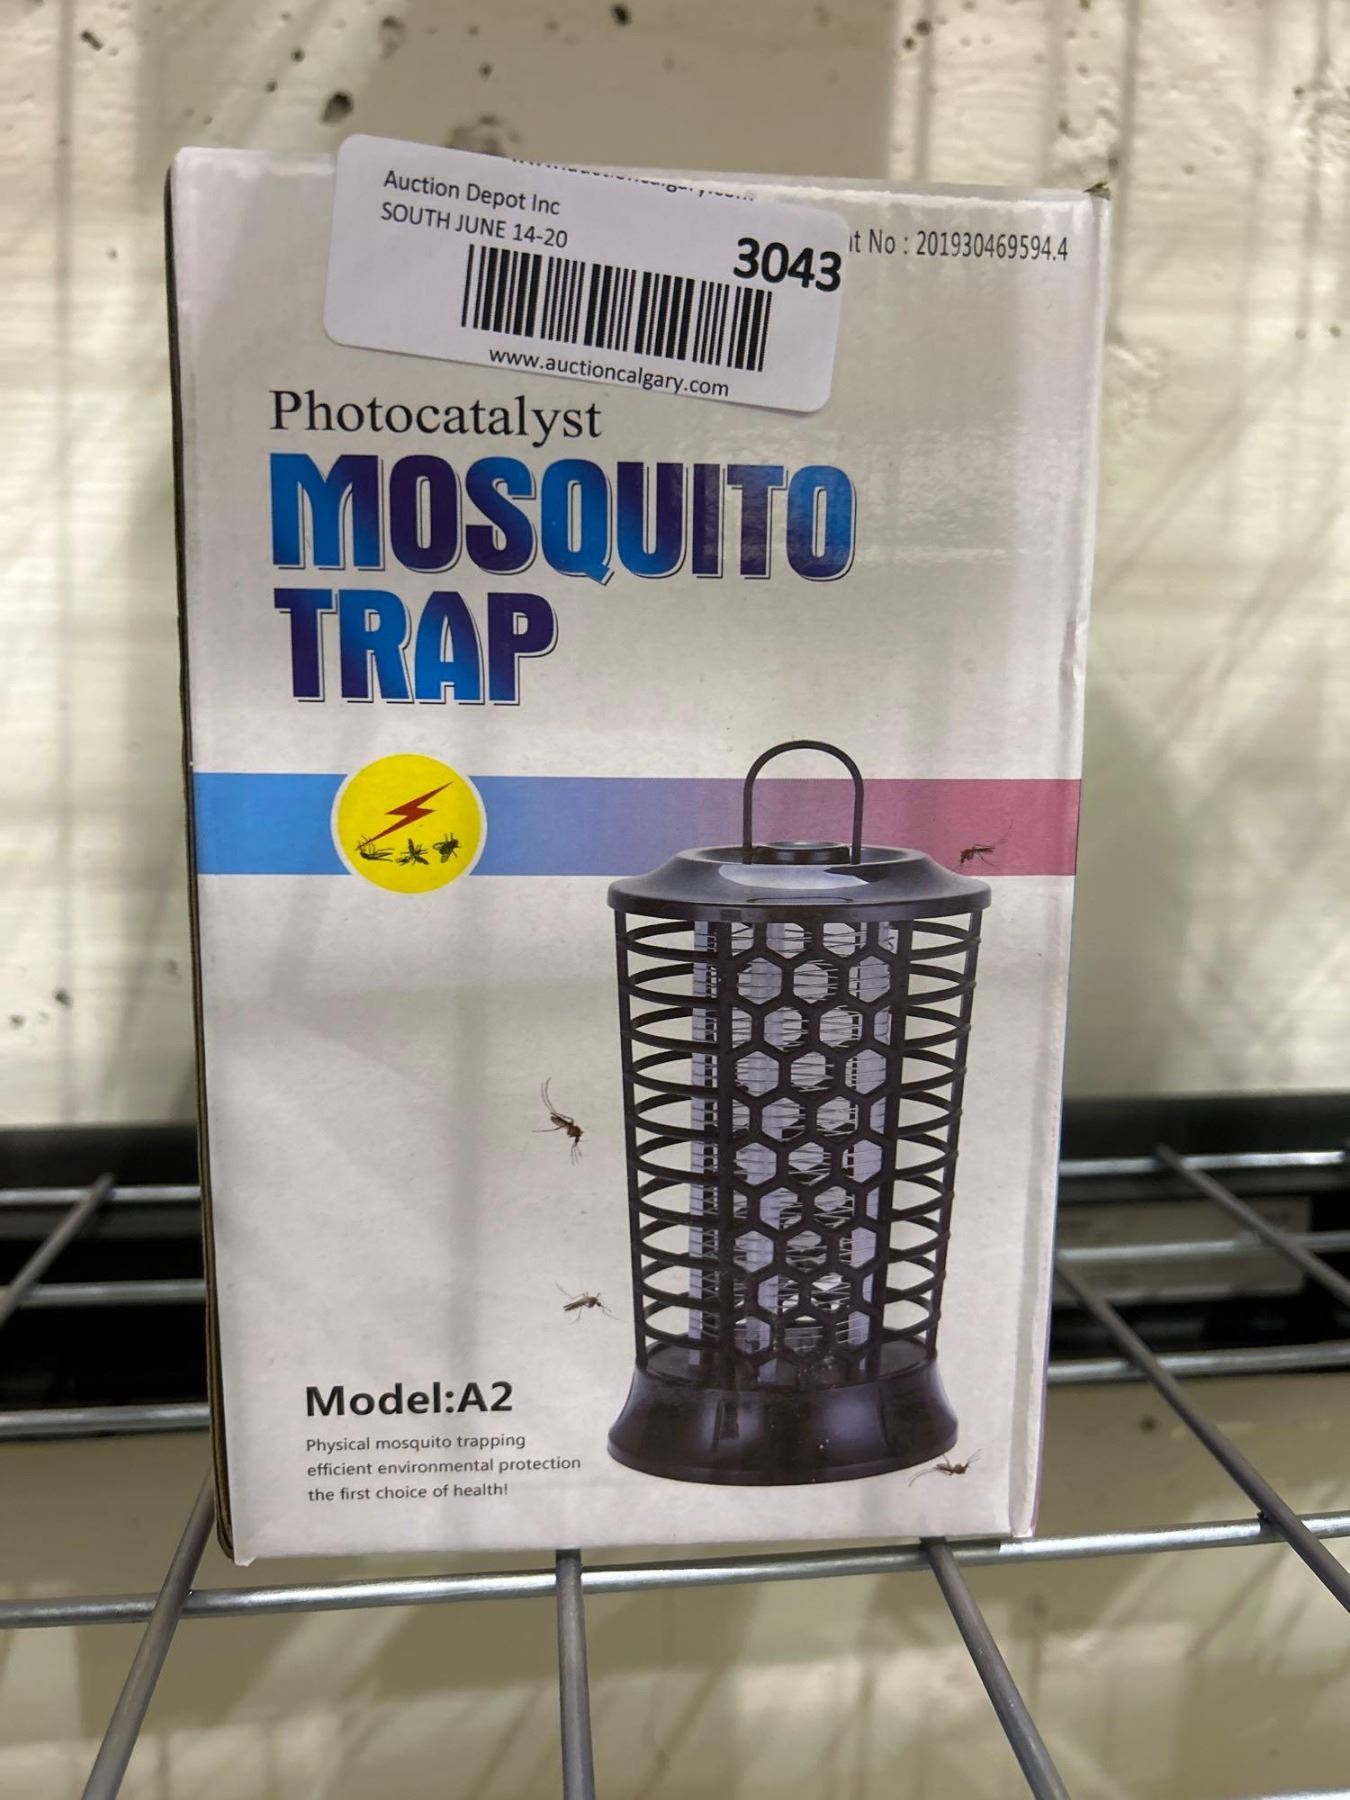 Auction Depot Inc
SOUTH JUNE 14-20
3043
No : 201930469594.4
www.auctioncalgary.com
Photocatalyst
MOSQUITO
TRAP
Model:A2
Physical mosquito trapping
efficient environmental protection
the first choice of health!